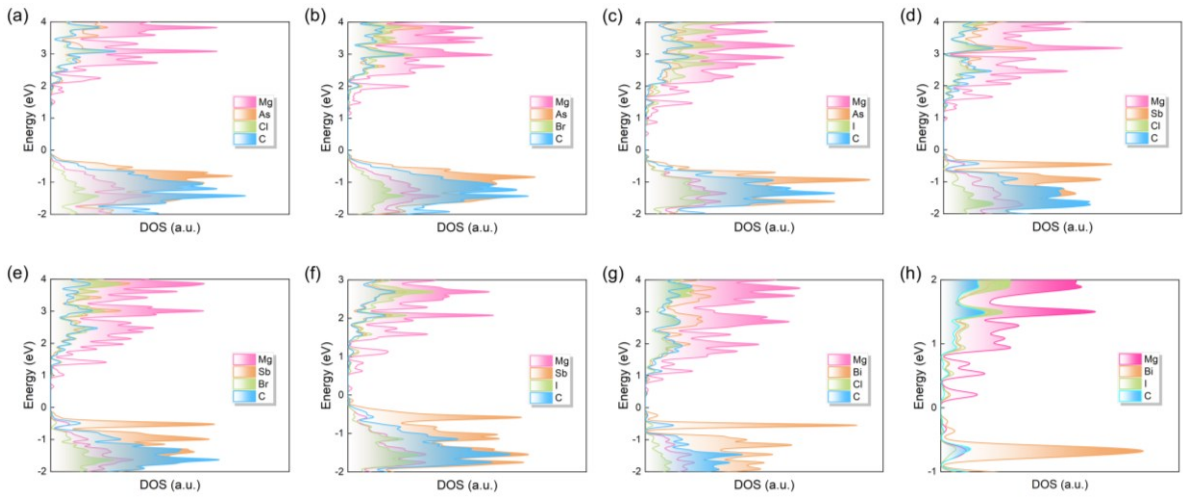 (a)
4
3
2
1
0
-1
-2
Energy (eV)
DOS (a.u.)
Mg
As
Cl
C
(b)
4
3
2
1
0
-1
-2
Energy (eV)
DOS (a.u.)
Mg
As
Br
C
(c)
4
3
2
1
0
-1
-2
Energy (eV)
DOS (a.u.)
Mg
As
I
C
(d)
4
3
2
1
0
-1
-2
Energy (eV)
DOS (a.u.)
Mg
Sb
Cl
C
(e)
4
3
2
1
0
-1
-2
Energy (eV)
DOS (a.u.)
Mg
Sb
Br
C
(f)
3
2
1
0
-1
-2
Energy (eV)
DOS (a.u.)
Mg
Sb
I
C
(g)
4
3
2
1
0
-1
-2
Energy (eV)
DOS (a.u.)
Mg
Bi
Cl
C
(h)
2
1
0
-1
Energy (eV)
DOS (a.u.)
Mg
Bi
I
C